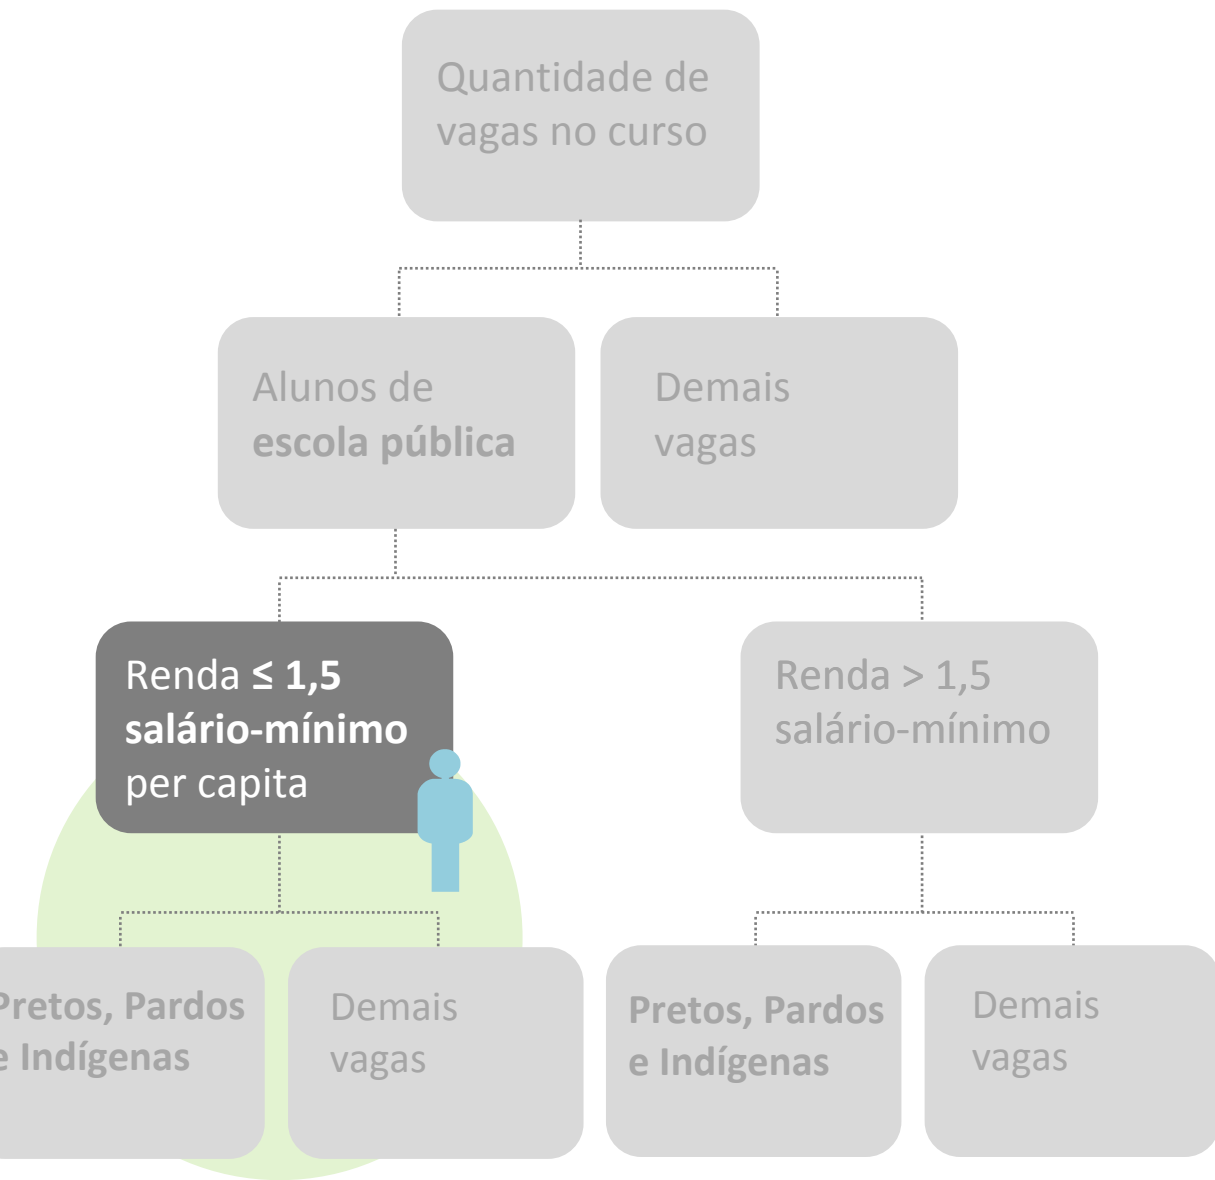 Quantidade de
vagas no curso
Alunos de
escola pública
Demais
vagas
Renda ≤ 1,5
salário-mínimo
per capita
Renda > 1,5
salário-mínimo
Pretos, Pardos
e Indígenas
Demais
vagas
Pretos, Pardos
e Indígenas
Demais
vagas